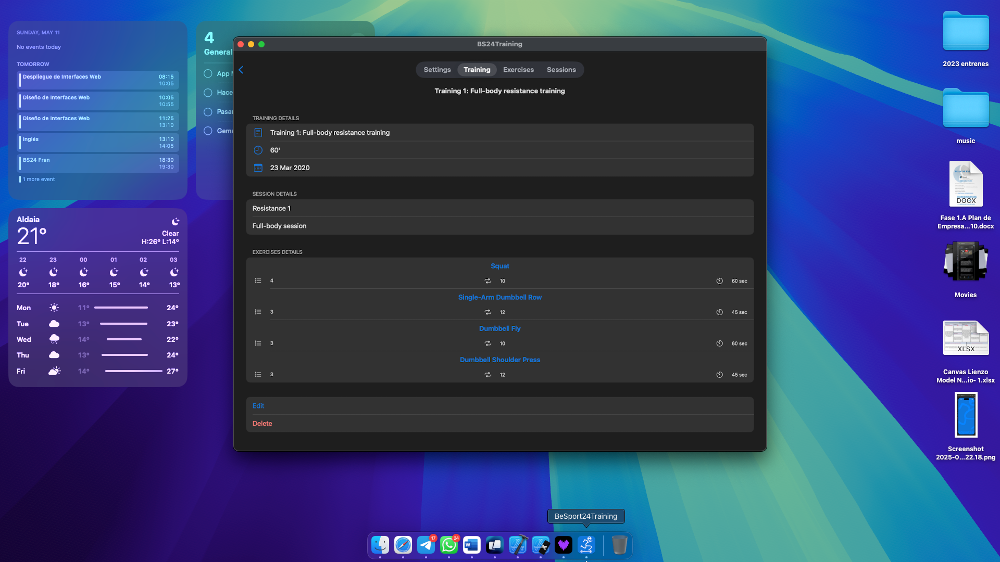 SUNDAY, MAY 11
No events today
TOMORROW
Despliegue de Interfaces Web 08:15
10:05
Diseño de Interfaces Web 10:05
10:55
Diseño de Interfaces Web 11:25
13:10
Inglés 13:10
14:05
BS24 Fran 18:30
19:30
1 more event
4
General
App
Hace
Pasar
Gema
Aldaia
21°
Clear
H:26° L:14°
22 23 00 01 02 03
20° 18° 16° 15° 14° 13°
Mon 11° 24°
Tue 13° 23°
Wed 14° 22°
Thu 13° 24°
Fri 14° 27°
BS24Training
Settings Training Exercises Sessions
Training 1: Full-body resistance training
TRAINING DETAILS
Training 1: Full-body resistance training
60'
23 Mar 2020
SESSION DETAILS
Resistance 1
Full-body session
EXERCISES DETAILS
Squat
4 10 60 sec
Single-Arm Dumbbell Row
3 12 45 sec
Dumbbell Fly
3 10 60 sec
Dumbbell Shoulder Press
3 12 45 sec
Edit
Delete
2023 entrenes
music
DOCX
Fase 1.A Plan de
Empresa...10.docx
Movies
XLSX
Canvas Lienzo
Model N...io- 1.xlsx
Screenshot
2025-0...22.18.png
BeSport24Training
17
24